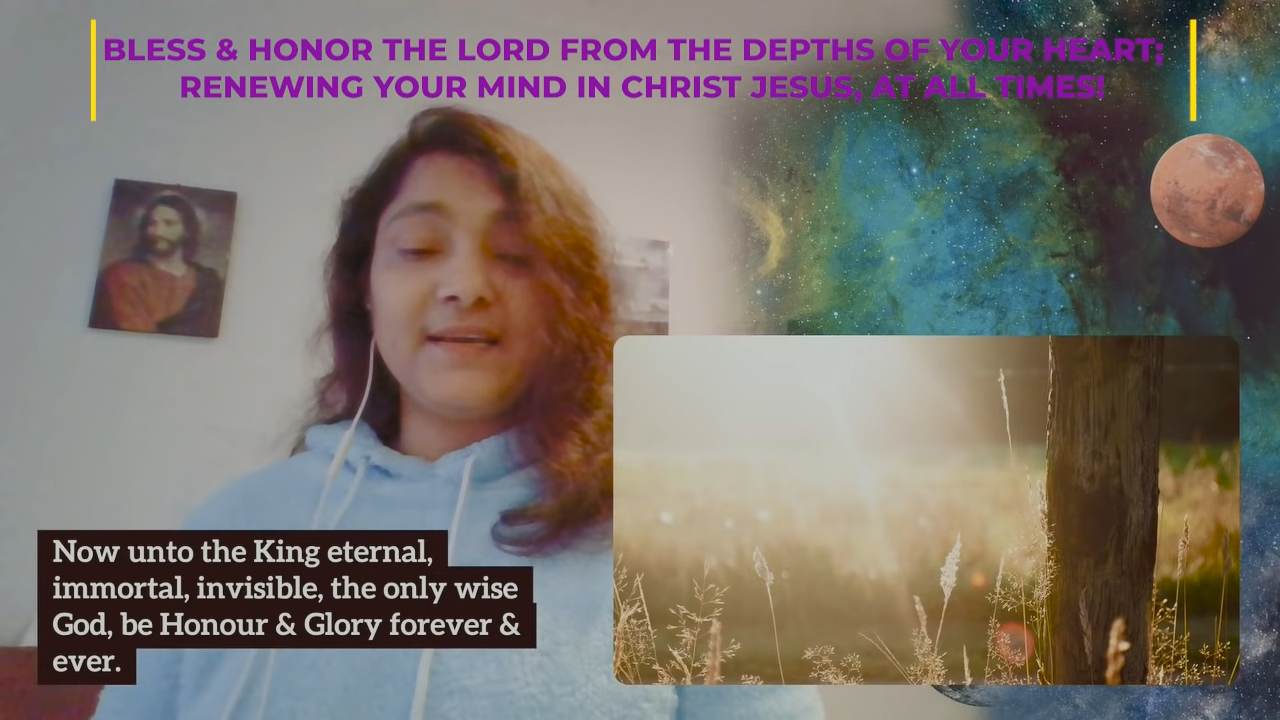 BLESS & HONOR THE LORD FROM THE DEPTHS OF YOUR HEART;
RENEWING YOUR MIND IN CHRIST JESUS, AT ALL TIMES!
Now unto the King eternal,
immortal, invisible, the only wise
God, be Honour & Glory forever &
ever.